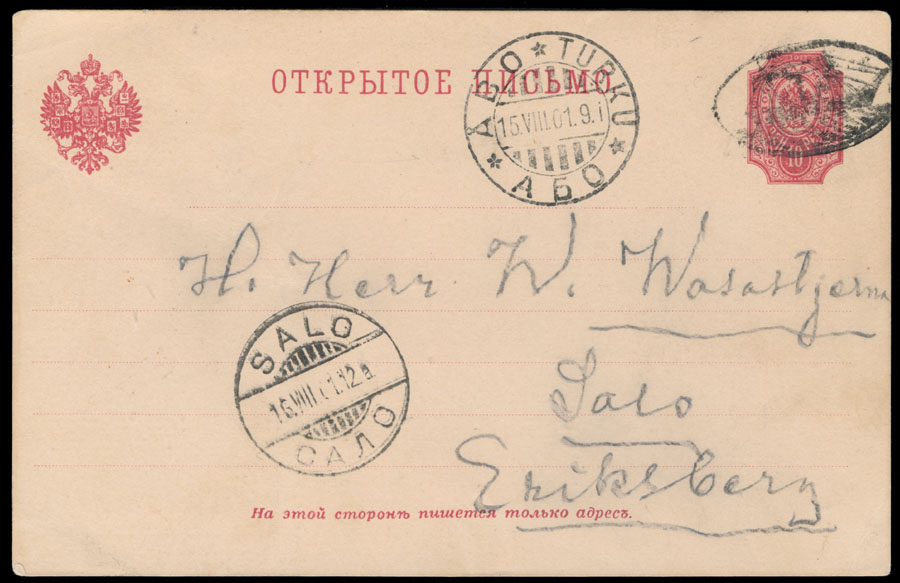 ОТКРЫТОЕ ПИСЬМО
ÅBO * TURKU * АБО *
15.VIII.01.9.i
10
H. Herr W. Wasastjerna
SALO
16.VIII.01.12.a.
САЛО
Salo
Eriksberg
На этой сторонѣ пишется только адресъ.